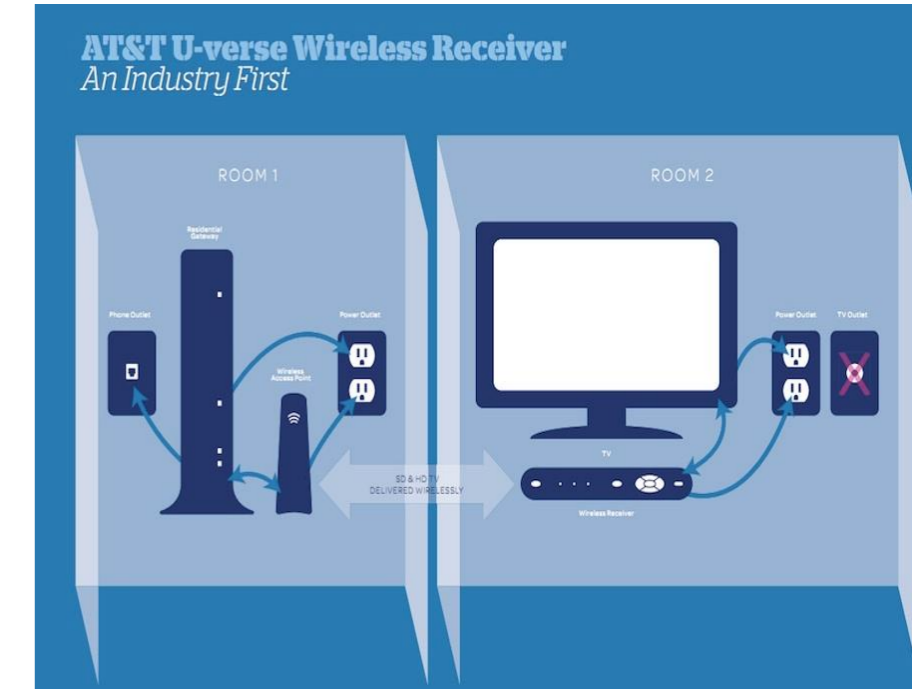 AT&T U-verse Wireless Receiver
An Industry First
ROOM 1
ROOM 2
Residential
Gateway
Phone Outlet
Power Outlet
Wireless
Access Point
Power Outlet
TV Outlet
TV
SD & HD TV
DELIVERED WIRELESSLY
Wireless Receiver